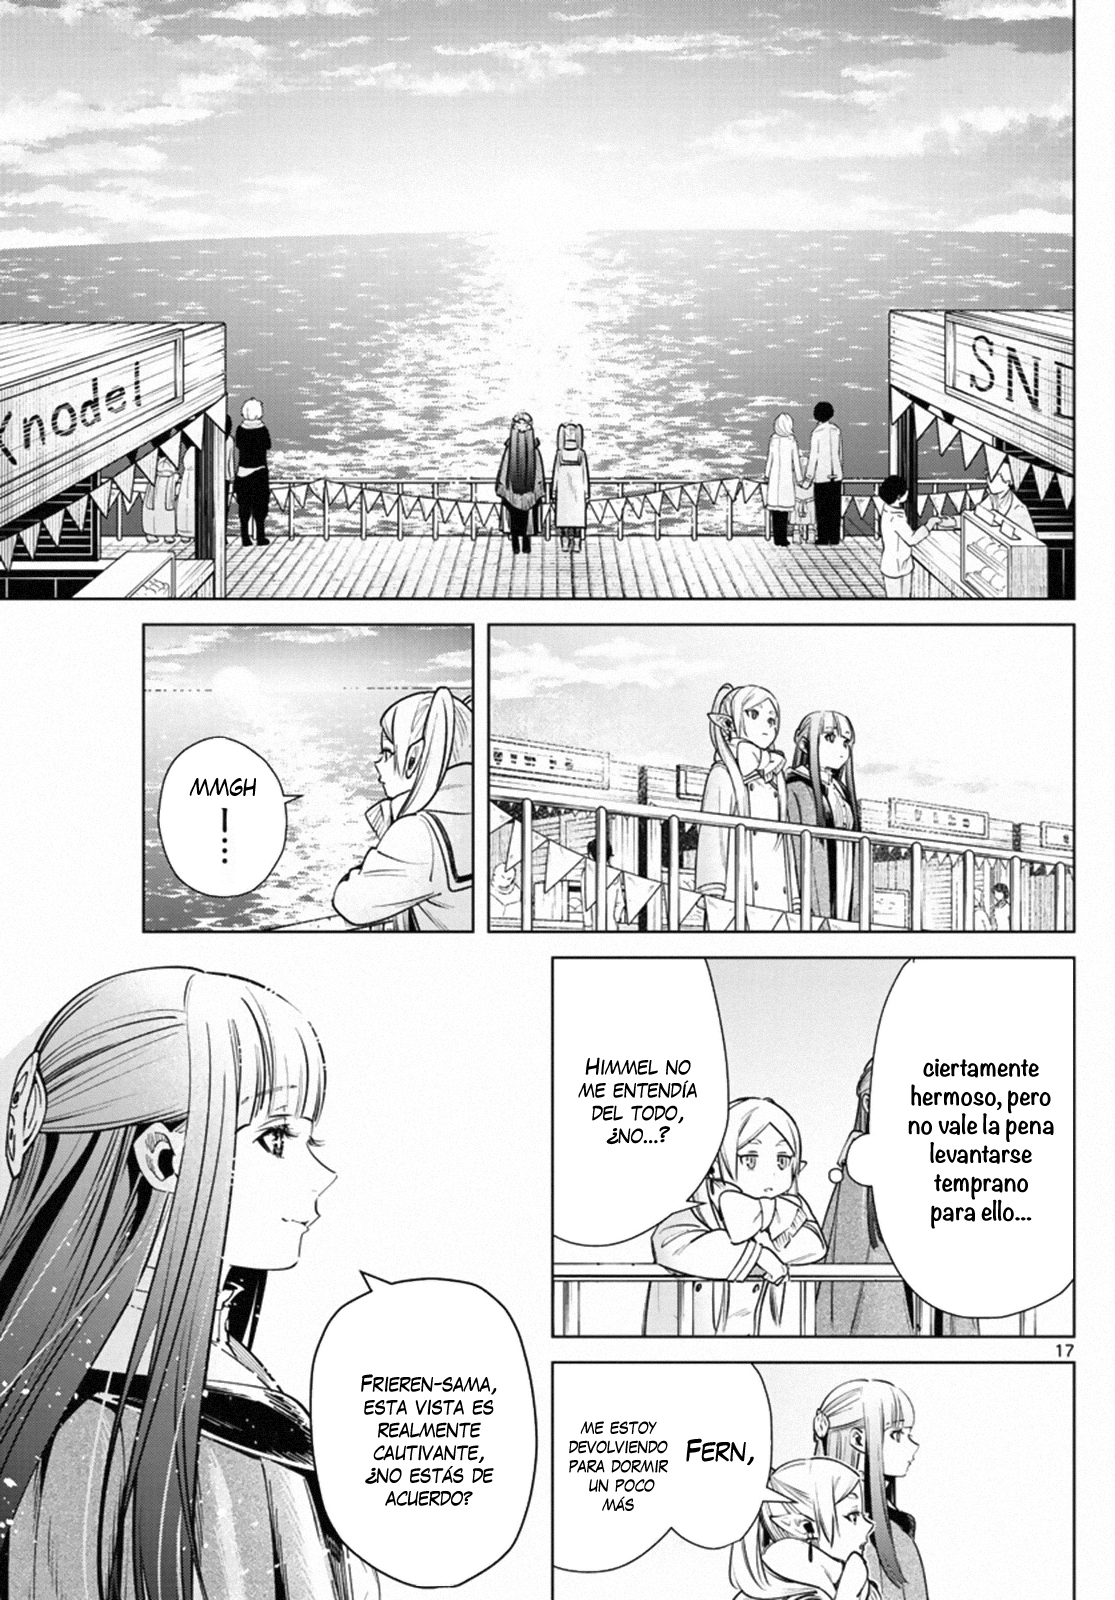 Knodel
SND
MMGH
!...
ciertamente
hermoso, pero
no vale la pena
levantarse
temprano
para ello...
HIMMEL NO
ME ENTENDÍA
DEL TODO,
¿NO...?
17
FERN,
ME ESTOY
DEVOLVIENDO
PARA DORMIR
UN POCO
MÁS
FRIEREN-SAMA,
ESTA VISTA ES
REALMENTE
CAUTIVANTE,
¿NO ESTÁS DE
ACUERDO?